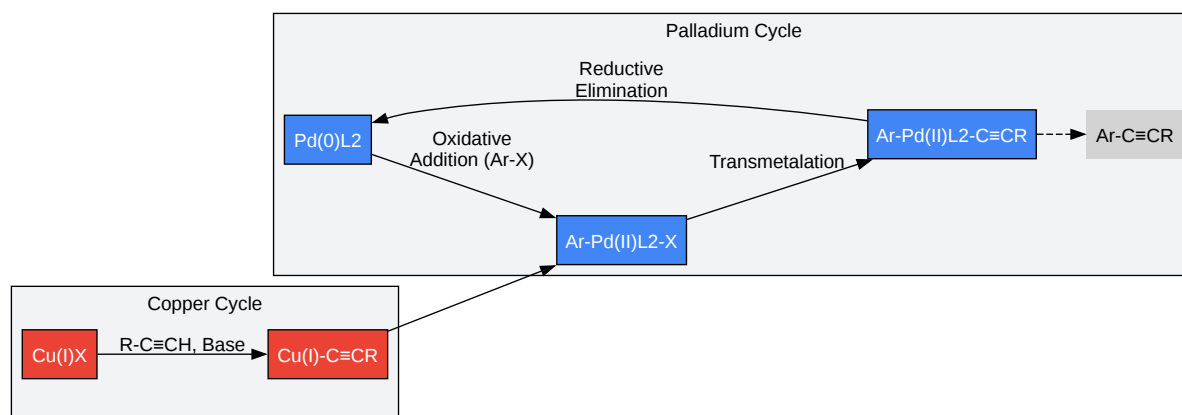 Palladium Cycle
Reductive
Elimination
Pd(0)L2
Oxidative
Addition (Ar-X)
Transmetalation
Ar-Pd(II)L2-C≡CR
Ar-C≡CR
Ar-Pd(II)L2-X
Copper Cycle
Cu(I)X
R-C≡CH, Base
Cu(I)-C≡CR